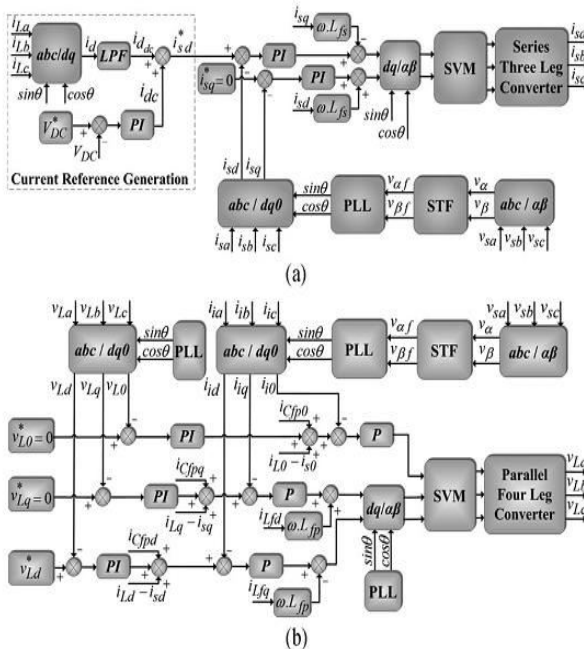 i_La
i_Lb
i_Lc
abc/dq
i_d
LPF
i_d_dc
i*_sd
sinθ
cosθ
i_dc
V*_DC
PI
V_DC
Current Reference Generation
i*_sq=0
PI
PI
i_sq
ω.L_fs
i_sd
ω.L_fs
dq/αβ
sinθ
cosθ
SVM
Series
Three Leg
Converter
i_sa
i_sb
i_sc
i_sd
i_sq
abc / dq0
i_sa
i_sb
i_sc
sinθ
cosθ
PLL
v_αf
v_βf
STF
v_α
v_β
abc / αβ
v_sa
v_sb
v_sc
(a)
v_La
v_Lb
v_Lc
abc / dq0
sinθ
cosθ
PLL
i_ia
i_ib
i_ic
abc / dq0
sinθ
cosθ
PLL
v_αf
v_βf
STF
v_α
v_β
v_sa
v_sb
v_sc
abc / αβ
v_Ld
v_Lq
v_L0
i_id
i_iq
i_i0
v*_L0=0
PI
i_Cfp0
i_L0−i_s0
P
v*_Lq=0
PI
i_Cfpq
i_Lq−i_sq
P
i_Lfd
ω.L_fp
v*_Ld
PI
i_Cfpd
i_Ld−i_sd
P
i_Lfq
ω.L_fp
dq/αβ
sinθ
cosθ
PLL
SVM
Parallel
Four Leg
Converter
(b)